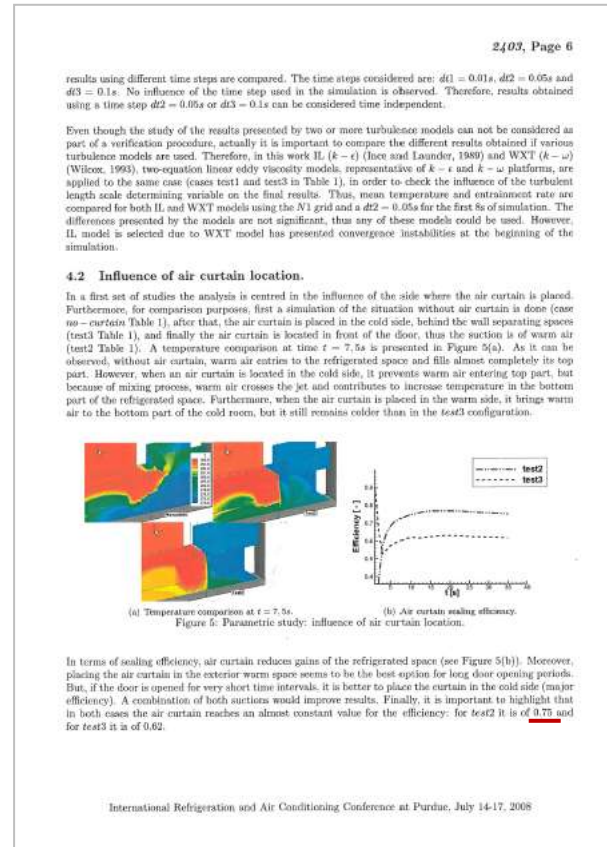 2403, Page 6
results using different time steps are compared. The time steps considered are: dt1 = 0.01s, dt2 = 0.05s and
dt3 = 0.1s. No influence of the time step used in the simulation is observed. Therefore, results obtained
using a time step dt2 = 0.05s or dt3 = 0.1s can be considered time independent.
Even though the study of the results presented by two or more turbulence models can not be considered as
part of a verification procedure, actually it is important to compare the different results obtained if various
turbulence models are used. Therefore, in this work IL (k − ϵ) (Ince and Launder, 1989) and WXT (k − ω)
(Wilcox, 1993), two-equation linear eddy viscosity models, representative of k − ϵ and k − ω platforms, are
applied to the same case (cases test1 and test3 in Table 1), in order to check the influence of the turbulent
length scale determining variable on the final results. Thus, mean temperature and entrainment rate are
compared for both IL and WXT models using the N1 grid and a dt2 = 0.05s for the first 8s of simulation. The
differences presented by the models are not significant, thus any of these models could be used. However,
IL model is selected due to WXT model has presented convergence instabilities at the beginning of the
simulation.
4.2 Influence of air curtain location.
In a first set of studies the analysis is centred in the influence of the side where the air curtain is placed.
Furthermore, for comparison purposes, first a simulation of the situation without air curtain is done (case
no − curtain Table 1), after that, the air curtain is placed in the cold side, behind the wall separating spaces
(test3 Table 1), and finally the air curtain is located in front of the door, thus the suction is of warm air
(test2 Table 1). A temperature comparison at time t = 7,5s is presented in Figure 5(a). As it can be
observed, without air curtain, warm air entries to the refrigerated space and fills almost completely its top
part. However, when an air curtain is located in the cold side, it prevents warm air entering top part, but
because of mixing process, warm air crosses the jet and contributes to increase temperature in the bottom
part of the refrigerated space. Furthermore, when the air curtain is placed in the warm side, it brings warm
air to the bottom part of the cold room, but it still remains colder than in the test3 configuration.
test2
test3
0.9
0.8
0.7
0.6
0.5
0.4
Efficiency [ - ]
5 10 15 20 25 30 35 40
t [s]
(a) Temperature comparison at t = 7,5s.
(b) Air curtain sealing efficiency.
Figure 5: Parametric study: influence of air curtain location.
In terms of sealing efficiency, air curtain reduces gains of the refrigerated space (see Figure 5(b)). Moreover,
placing the air curtain in the exterior warm space seems to be the best option for long door opening periods.
But, if the door is opened for very short time intervals, it is better to place the curtain in the cold side (major
efficiency). A combination of both suctions would improve results. Finally, it is important to highlight that
in both cases the air curtain reaches an almost constant value for the efficiency: for test2 it is of 0.75 and
for test3 it is of 0.62.
International Refrigeration and Air Conditioning Conference at Purdue, July 14-17, 2008